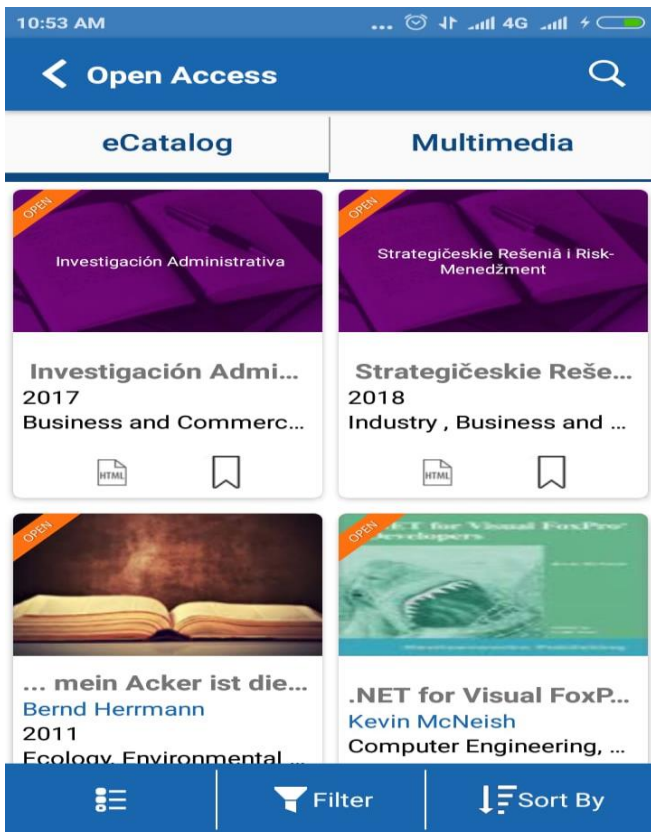 10:53 AM ... 4G
Open Access
eCatalog Multimedia
OPEN
Investigación Administrativa
OPEN
Strategičeskie Rešeniâ i Risk-
Menedžment
Investigación Admi...
2017
Business and Commerc...
HTML
Strategičeskie Reše...
2018
Industry , Business and ...
HTML
OPEN
OPEN
.NET for Visual FoxPro
Developers
... mein Acker ist die...
Bernd Herrmann
2011
Ecology, Environmental ...
.NET for Visual FoxP...
Kevin McNeish
Computer Engineering, ...
Filter
Sort By